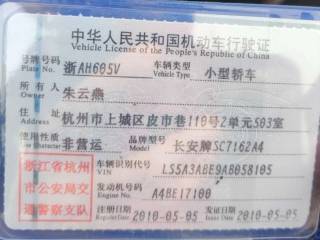 中华人民共和国机动车行驶证
Vehicle License of the People's Republic of China
号牌号码 Plate No. 浙AH605V 车辆类型 Vehicle Type 小型轿车
所有人 Owner 朱云燕
住址 Address 杭州市上城区皮市巷118号2单元503室
使用性质 非营运 品牌型号 Model 长安牌SC7162A4
浙江省杭州市公安局交通警察支队
车辆识别代号 VIN LS5A3ABE9AB058105
发动机号码 Engine No. A4BE17100
注册日期 Register Date 2010-05-05 发证日期 Issue Date 2010-05-05